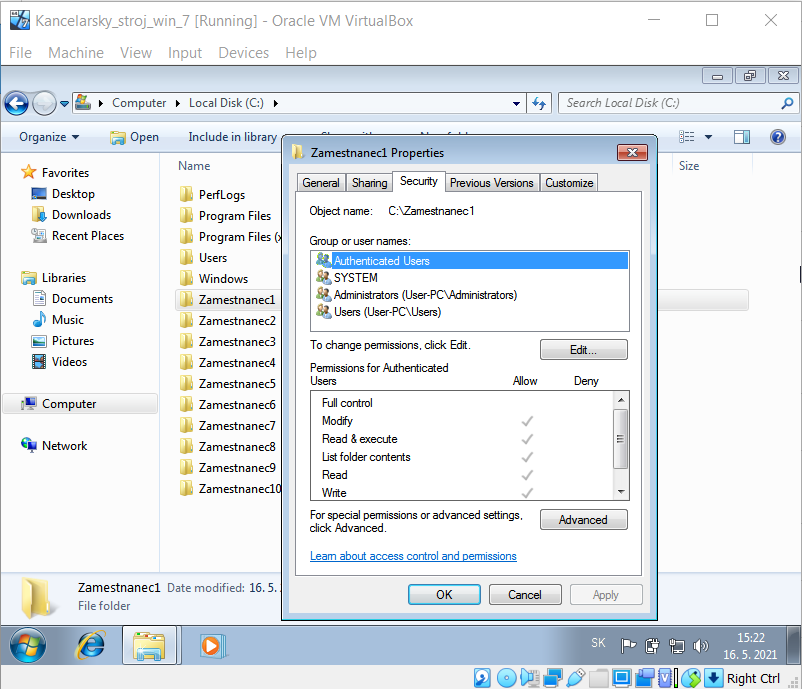 Kancelarsky_stroj_win_7 [Running] - Oracle VM VirtualBox
File Machine View Input Devices Help
Computer Local Disk (C:)
Search Local Disk (C:)
Organize Open Include in library
Favorites
Desktop
Downloads
Recent Places
Libraries
Documents
Music
Pictures
Videos
Computer
Network
Name
Size
PerfLogs
Program Files
Program Files (x
Users
Windows
Zamestnanec1
Zamestnanec2
Zamestnanec3
Zamestnanec4
Zamestnanec5
Zamestnanec6
Zamestnanec7
Zamestnanec8
Zamestnanec9
Zamestnanec10
Zamestnanec1 Properties
General Sharing Security Previous Versions Customize
Object name: C:\Zamestnanec1
Group or user names:
Authenticated Users
SYSTEM
Administrators (User-PC\Administrators)
Users (User-PC\Users)
To change permissions, click Edit.
Edit...
Permissions for Authenticated
Users
Allow Deny
Full control
Modify
Read & execute
List folder contents
Read
Write
For special permissions or advanced settings,
click Advanced.
Advanced
Learn about access control and permissions
OK Cancel Apply
Zamestnanec1 Date modified: 16. 5.
File folder
SK
15:22
16. 5. 2021
Right Ctrl